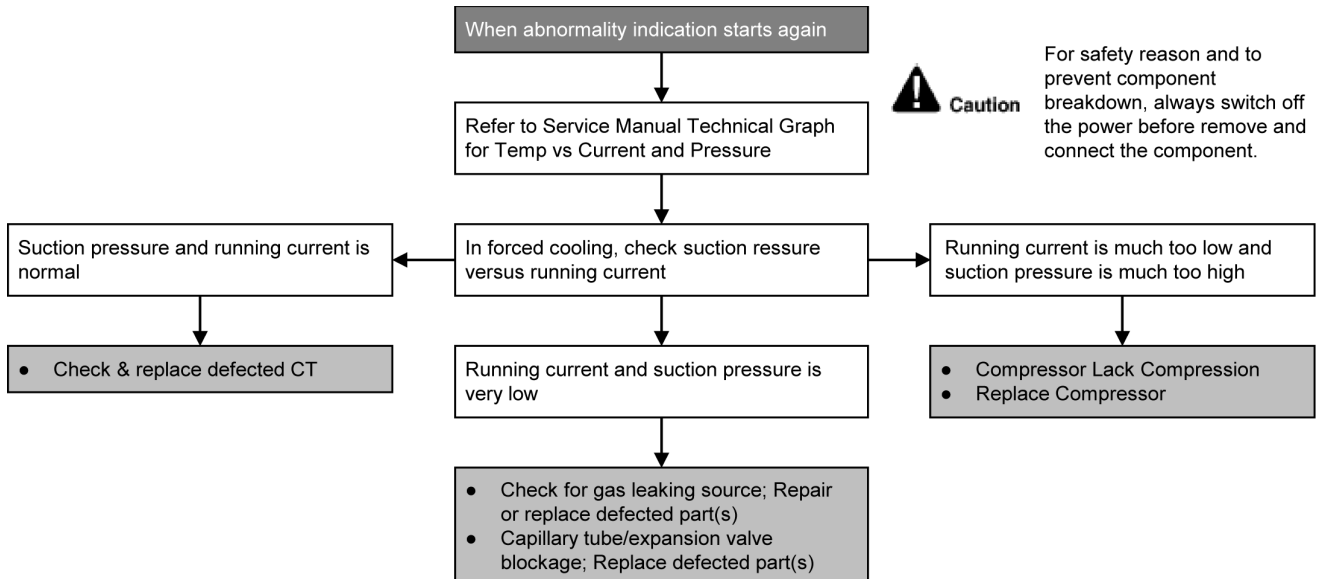 When abnormality indication starts again
Caution
For safety reason and to
prevent component
breakdown, always switch off
the power before remove and
connect the component.
Refer to Service Manual Technical Graph
for Temp vs Current and Pressure
Suction pressure and running current is
normal
In forced cooling, check suction ressure
versus running current
Running current is much too low and
suction pressure is much too high
● Check & replace defected CT
Running current and suction pressure is
very low
● Compressor Lack Compression
● Replace Compressor
● Check for gas leaking source; Repair
or replace defected part(s)
● Capillary tube/expansion valve
blockage; Replace defected part(s)